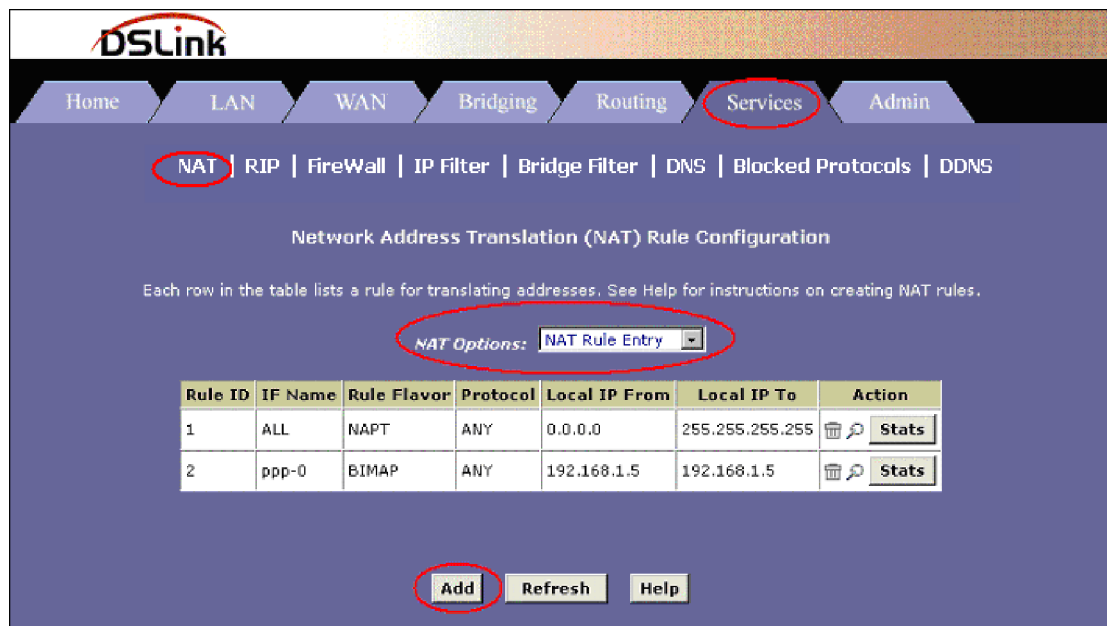 DSLink
Home LAN WAN Bridging Routing Services Admin
NAT | RIP | FireWall | IP Filter | Bridge Filter | DNS | Blocked Protocols | DDNS
Network Address Translation (NAT) Rule Configuration
Each row in the table lists a rule for translating addresses. See Help for instructions on creating NAT rules.
NAT Options: NAT Rule Entry
Rule ID IF Name Rule Flavor Protocol Local IP From Local IP To Action
1 ALL NAPT ANY 0.0.0.0 255.255.255.255 Stats
2 ppp-0 BIMAP ANY 192.168.1.5 192.168.1.5 Stats
Add Refresh Help